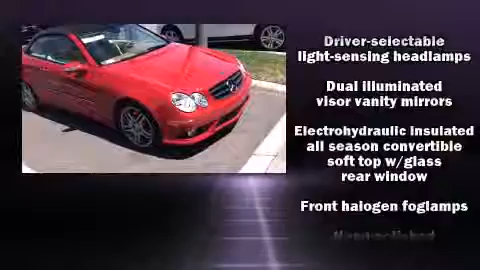 Driver-selectable
light-sensing headlamps
Dual illuminated
visor vanity mirrors
Electrohydraulic insulated
all season convertible
soft top w/glass
rear window
Front halogen foglamps